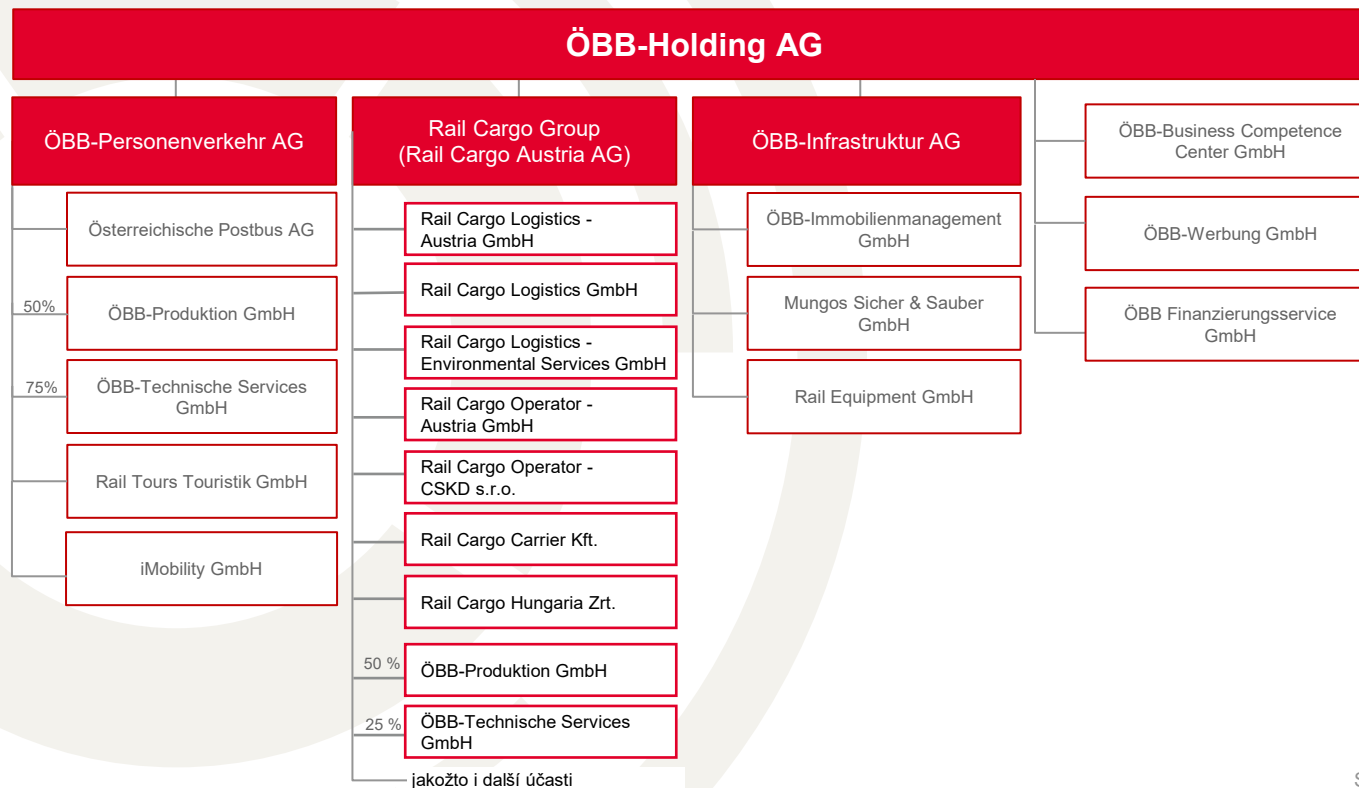 ÖBB-Holding AG
ÖBB-Personenverkehr AG
Österreichische Postbus AG
50%
ÖBB-Produktion GmbH
75%
ÖBB-Technische Services
GmbH
Rail Tours Touristik GmbH
iMobility GmbH
Rail Cargo Group
(Rail Cargo Austria AG)
Rail Cargo Logistics -
Austria GmbH
Rail Cargo Logistics GmbH
Rail Cargo Logistics -
Environmental Services GmbH
Rail Cargo Operator -
Austria GmbH
Rail Cargo Operator -
CSKD s.r.o.
Rail Cargo Carrier Kft.
Rail Cargo Hungaria Zrt.
50 %
ÖBB-Produktion GmbH
25 %
ÖBB-Technische Services
GmbH
jakožto i další účasti
ÖBB-Infrastruktur AG
ÖBB-Immobilienmanagement
GmbH
Mungos Sicher & Sauber
GmbH
Rail Equipment GmbH
ÖBB-Business Competence
Center GmbH
ÖBB-Werbung GmbH
ÖBB Finanzierungsservice
GmbH
S